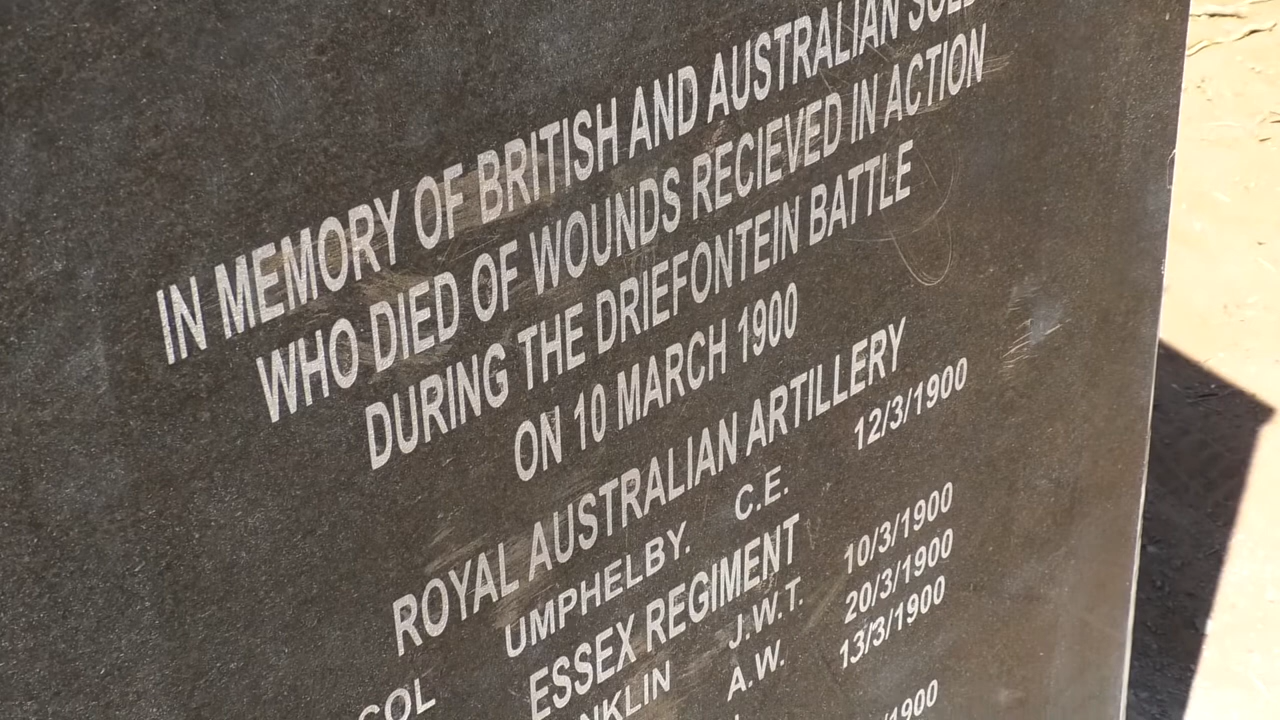 IN MEMORY OF BRITISH AND AUSTRALIAN
WHO DIED OF WOUNDS RECIEVED IN ACTION
DURING THE DRIEFONTEIN BATTLE
ON 10 MARCH 1900
ROYAL AUSTRALIAN ARTILLERY
COL UMPHELBY. C.E. 12/3/1900
ESSEX REGIMENT
J.W.T. 10/3/1900
A.W. 20/3/1900
13/3/1900